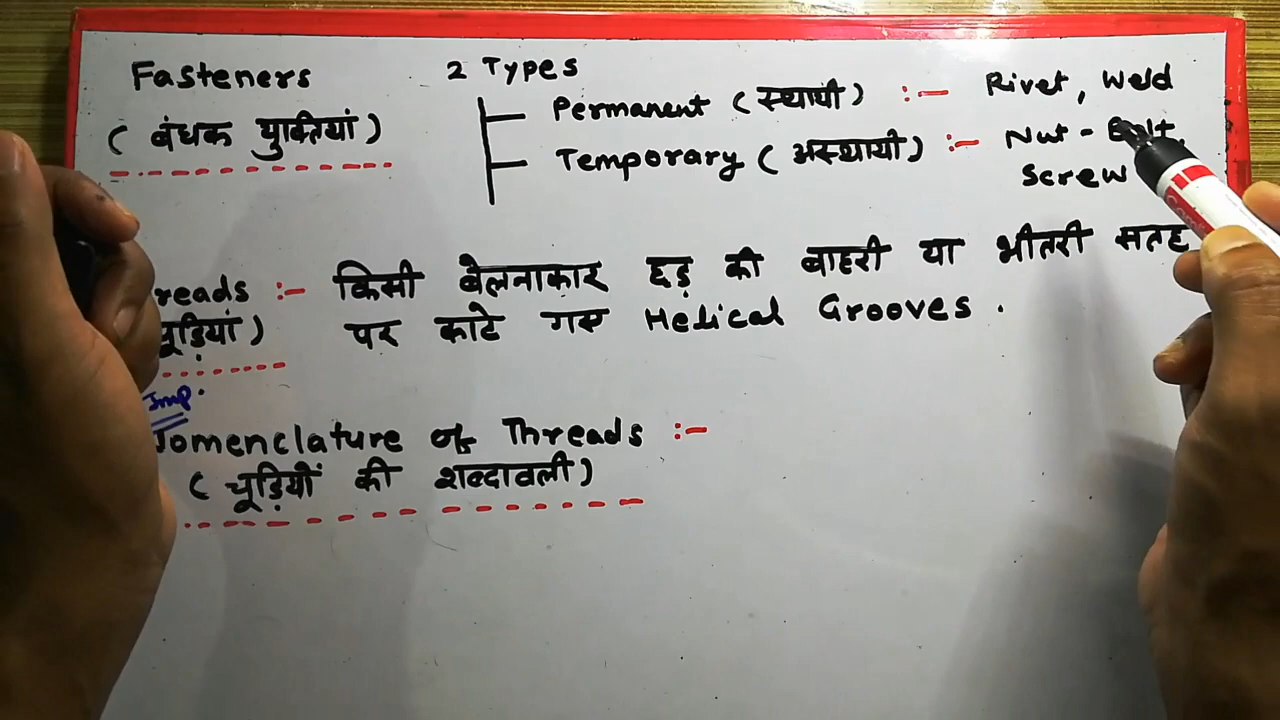 Fasteners
(बंधक युक्तियां)
2 Types
Permanent (स्थायी) :- Rivet, Weld
Temporary (अस्थायी) :- Nut - Bolt,
Screw
reads :- किसी बेलनाकार छड़ की बाहरी या भीतरी सतह
चूड़ियां) पर काटे गए Helical Grooves .
Imp.
Nomenclature of Threads :-
(चूड़ियों की शब्दावली)